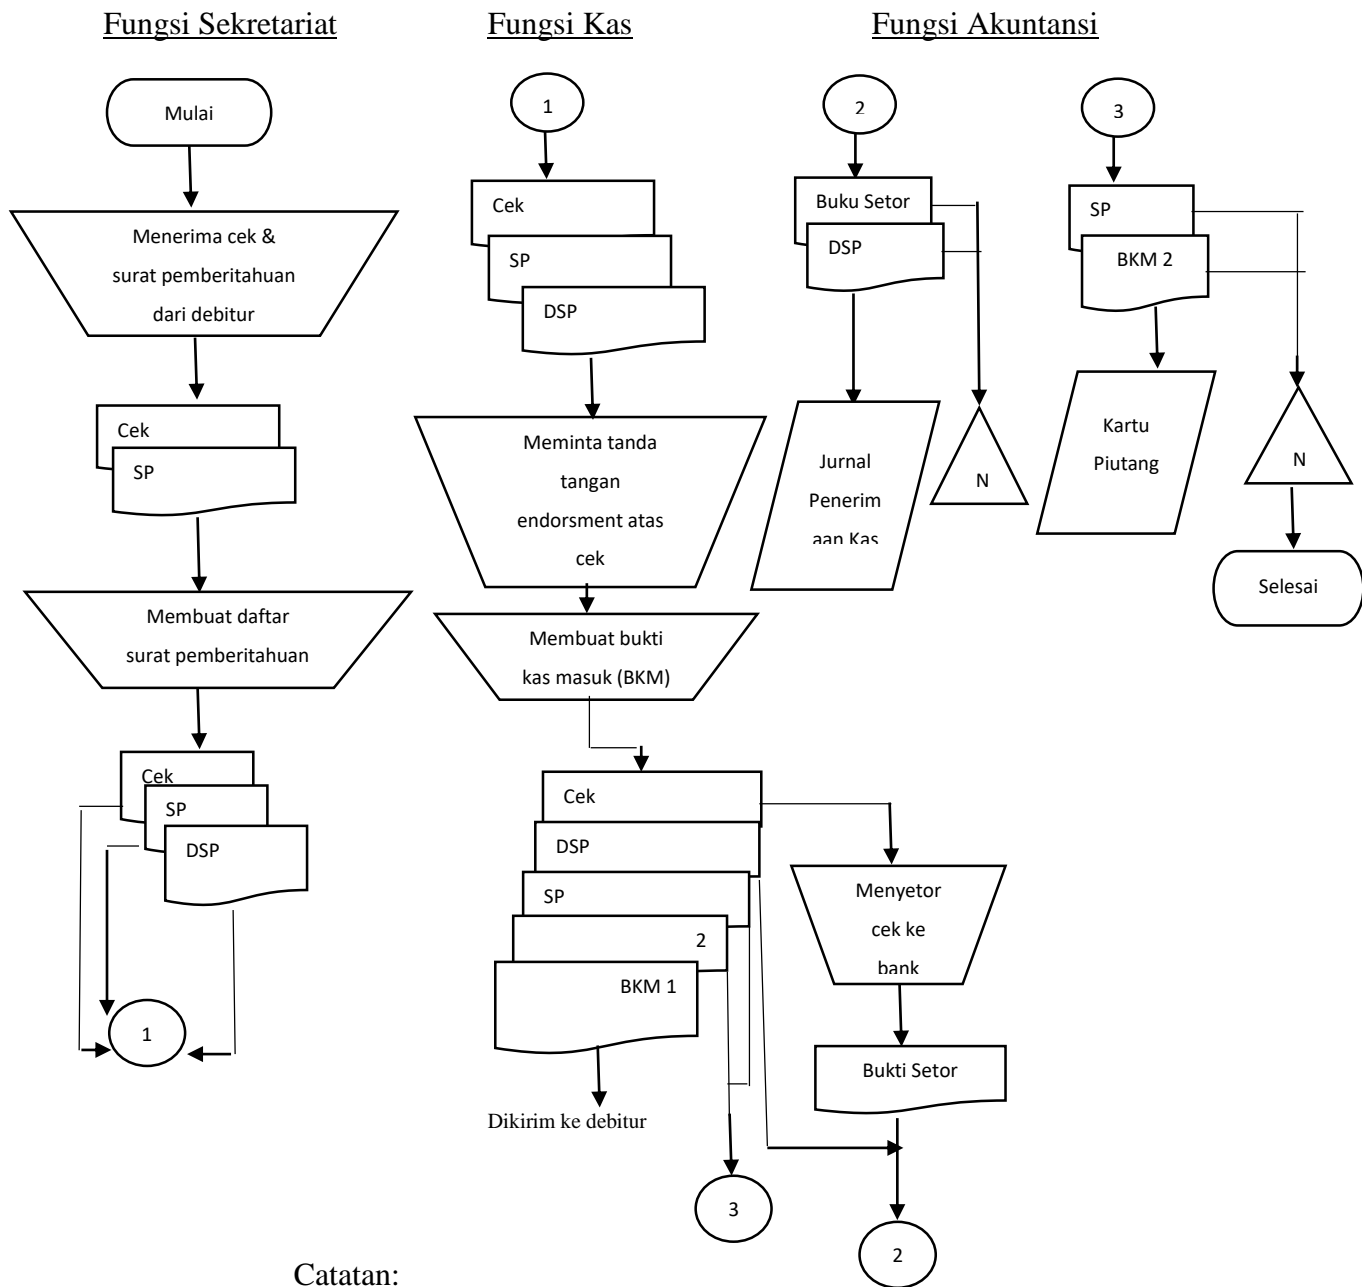 Fungsi Sekretariat
Fungsi Kas
Fungsi Akuntansi
Mulai
Menerima cek &
surat pemberitahuan
dari debitur
Cek
SP
Membuat daftar
surat pemberitahuan
Cek
SP
DSP
1
1
Cek
SP
DSP
Meminta tanda
tangan
endorsment atas
cek
Membuat bukti
kas masuk (BKM)
Cek
DSP
SP
2
BKM 1
Dikirim ke debitur
3
Menyetor
cek ke
bank
Bukti Setor
2
2
Buku Setor
DSP
Jurnal
Penerim
aan Kas
N
3
SP
BKM 2
Kartu
Piutang
N
Selesai
Catatan: